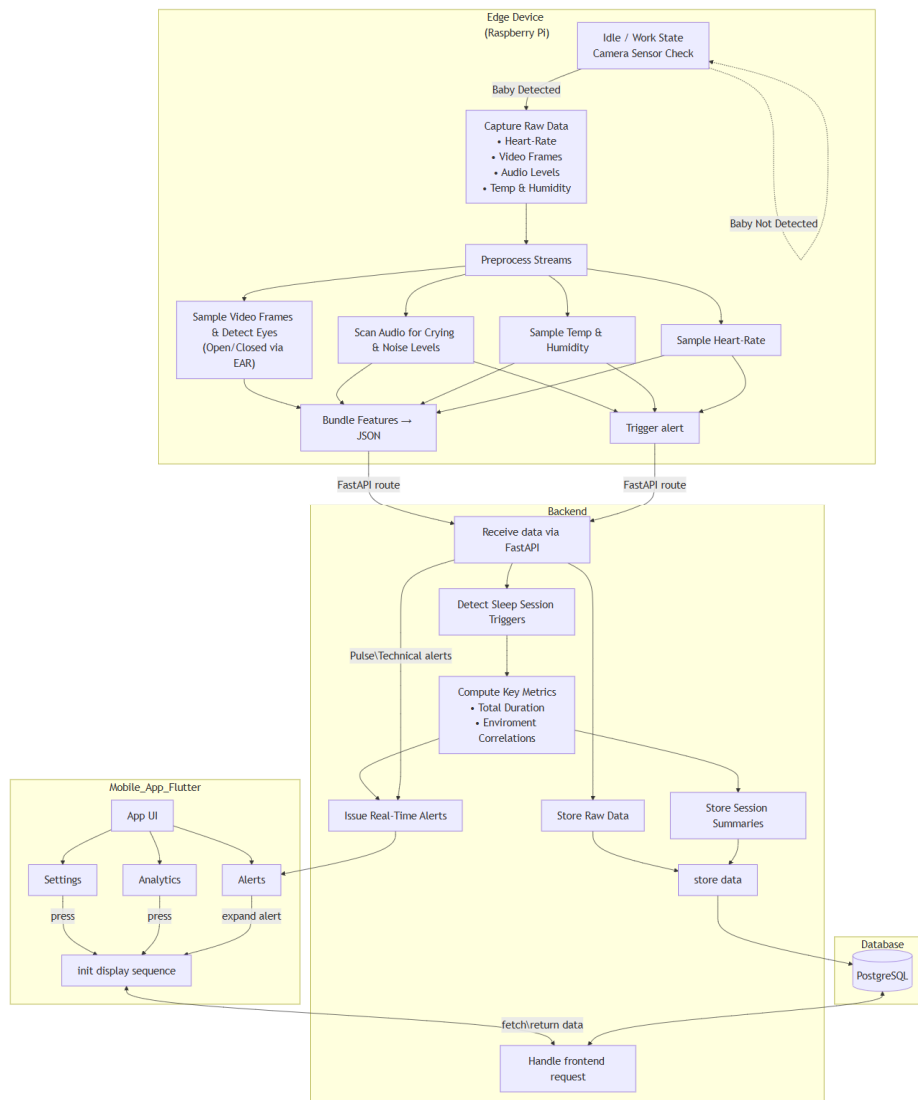 Edge Device
(Raspberry Pi)
Idle / Work State
Camera Sensor Check
Baby Detected
Capture Raw Data
• Heart-Rate
• Video Frames
• Audio Levels
• Temp & Humidity
Baby Not Detected
Preprocess Streams
Sample Video Frames
& Detect Eyes
(Open/Closed via
EAR)
Scan Audio for Crying
& Noise Levels
Sample Temp &
Humidity
Sample Heart-Rate
Bundle Features →
JSON
Trigger alert
FastAPI route
FastAPI route
Backend
Receive data via
FastAPI
Detect Sleep Session
Triggers
Pulse\Technical alerts
Compute Key Metrics
• Total Duration
• Enviroment
Correlations
Mobile_App_Flutter
App UI
Issue Real-Time Alerts
Store Raw Data
Store Session
Summaries
Settings
Analytics
Alerts
store data
press
press
expand alert
init display sequence
Database
PostgreSQL
fetch\return data
Handle frontend
request